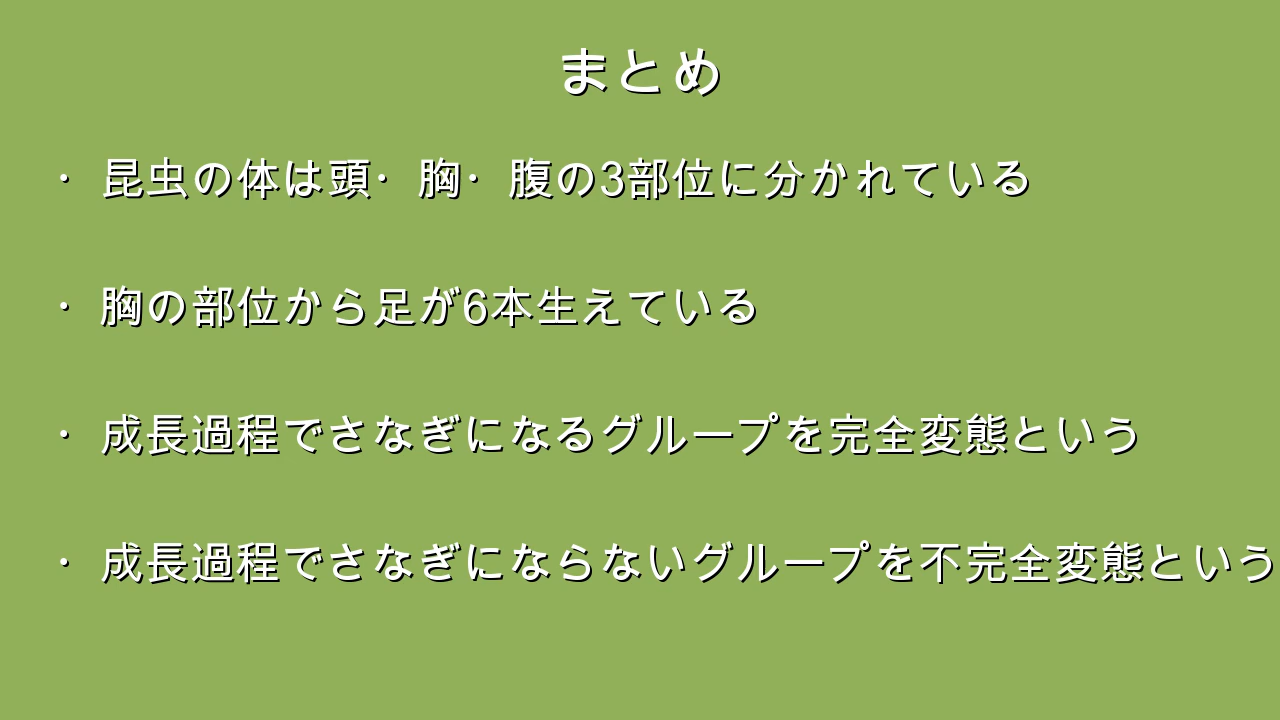 まとめ
・昆虫の体は頭・胸・腹の3部位に分かれている
・胸の部位から足が6本生えている
・成長過程でさなぎになるグループを完全変態という
・成長過程でさなぎにならないグループを不完全変態という